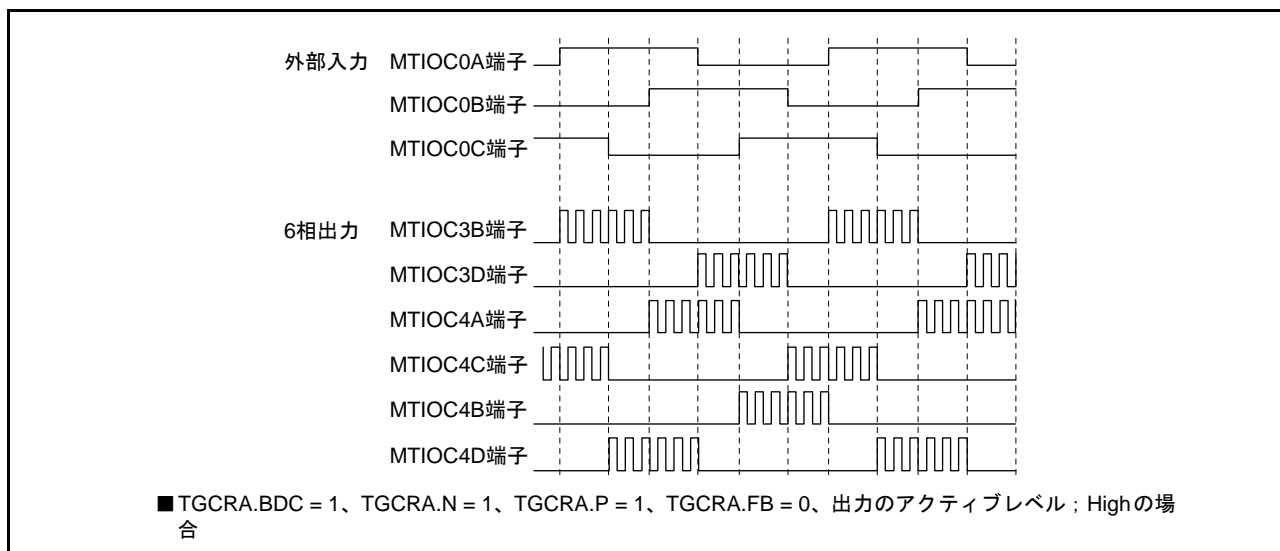 外部入力 MTIOC0A端子
MTIOC0B端子
MTIOC0C端子
6相出力 MTIOC3B端子
MTIOC3D端子
MTIOC4A端子
MTIOC4C端子
MTIOC4B端子
MTIOC4D端子
■ TGCRA.BDC = 1、TGCRA.N = 1、TGCRA.P = 1、TGCRA.FB = 0、出力のアクティブレベル；Highの場
合